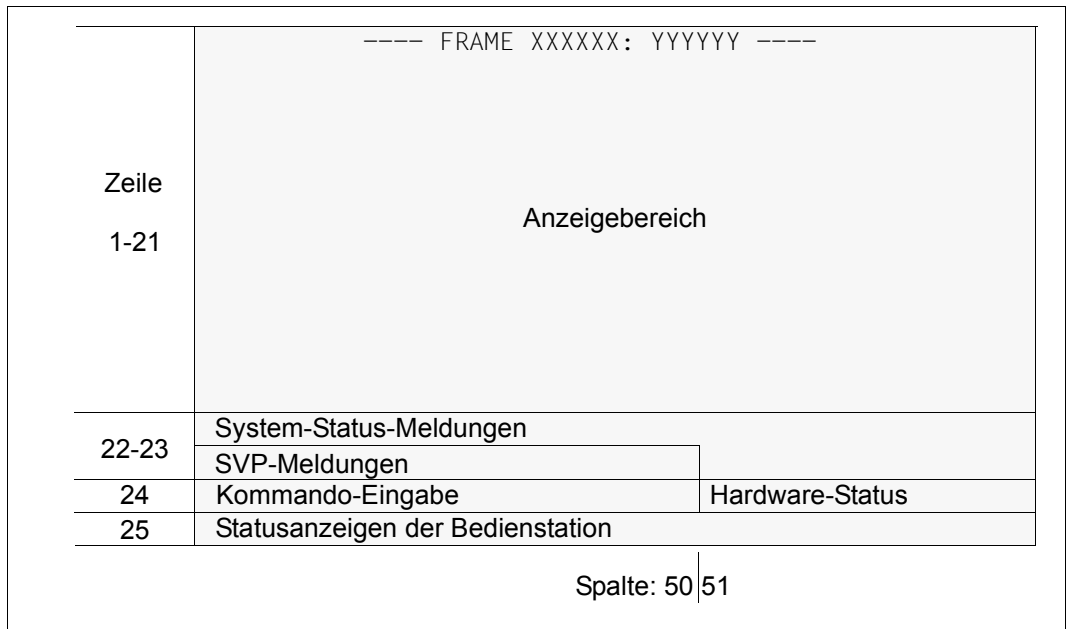 ---- FRAME XXXXXX: YYYYYY ----
Zeile
1-21
Anzeigebereich
22-23
System-Status-Meldungen
SVP-Meldungen
24 Kommando-Eingabe Hardware-Status
25 Statusanzeigen der Bedienstation
Spalte: 50 51